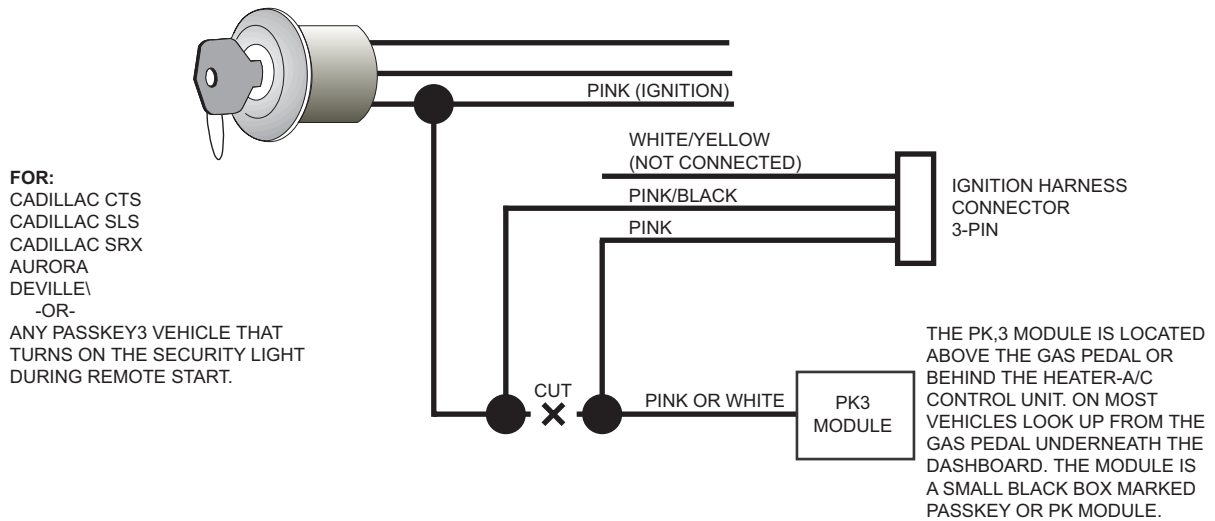 PINK (IGNITION)
WHITE/YELLOW
(NOT CONNECTED)
PINK/BLACK
PINK
IGNITION HARNESS
CONNECTOR
3-PIN
FOR:
CADILLAC CTS
CADILLAC SLS
CADILLAC SRX
AURORA
DEVILLE\
-OR-
ANY PASSKEY3 VEHICLE THAT
TURNS ON THE SECURITY LIGHT
DURING REMOTE START.
CUT
PINK OR WHITE
PK3
MODULE
THE PK,3 MODULE IS LOCATED
ABOVE THE GAS PEDAL OR
BEHIND THE HEATER-A/C
CONTROL UNIT. ON MOST
VEHICLES LOOK UP FROM THE
GAS PEDAL UNDERNEATH THE
DASHBOARD. THE MODULE IS
A SMALL BLACK BOX MARKED
PASSKEY OR PK MODULE.